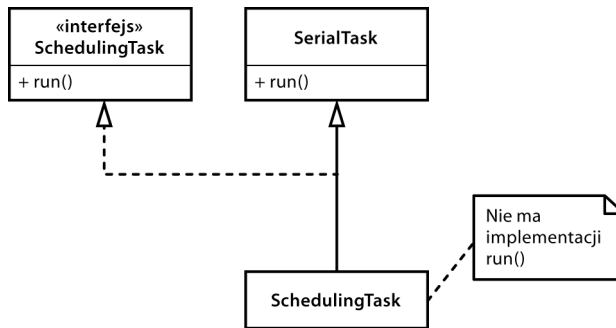 «interfejs»
SchedulingTask
+ run()
SerialTask
+ run()
Nie ma
implementacji
run()
SchedulingTask